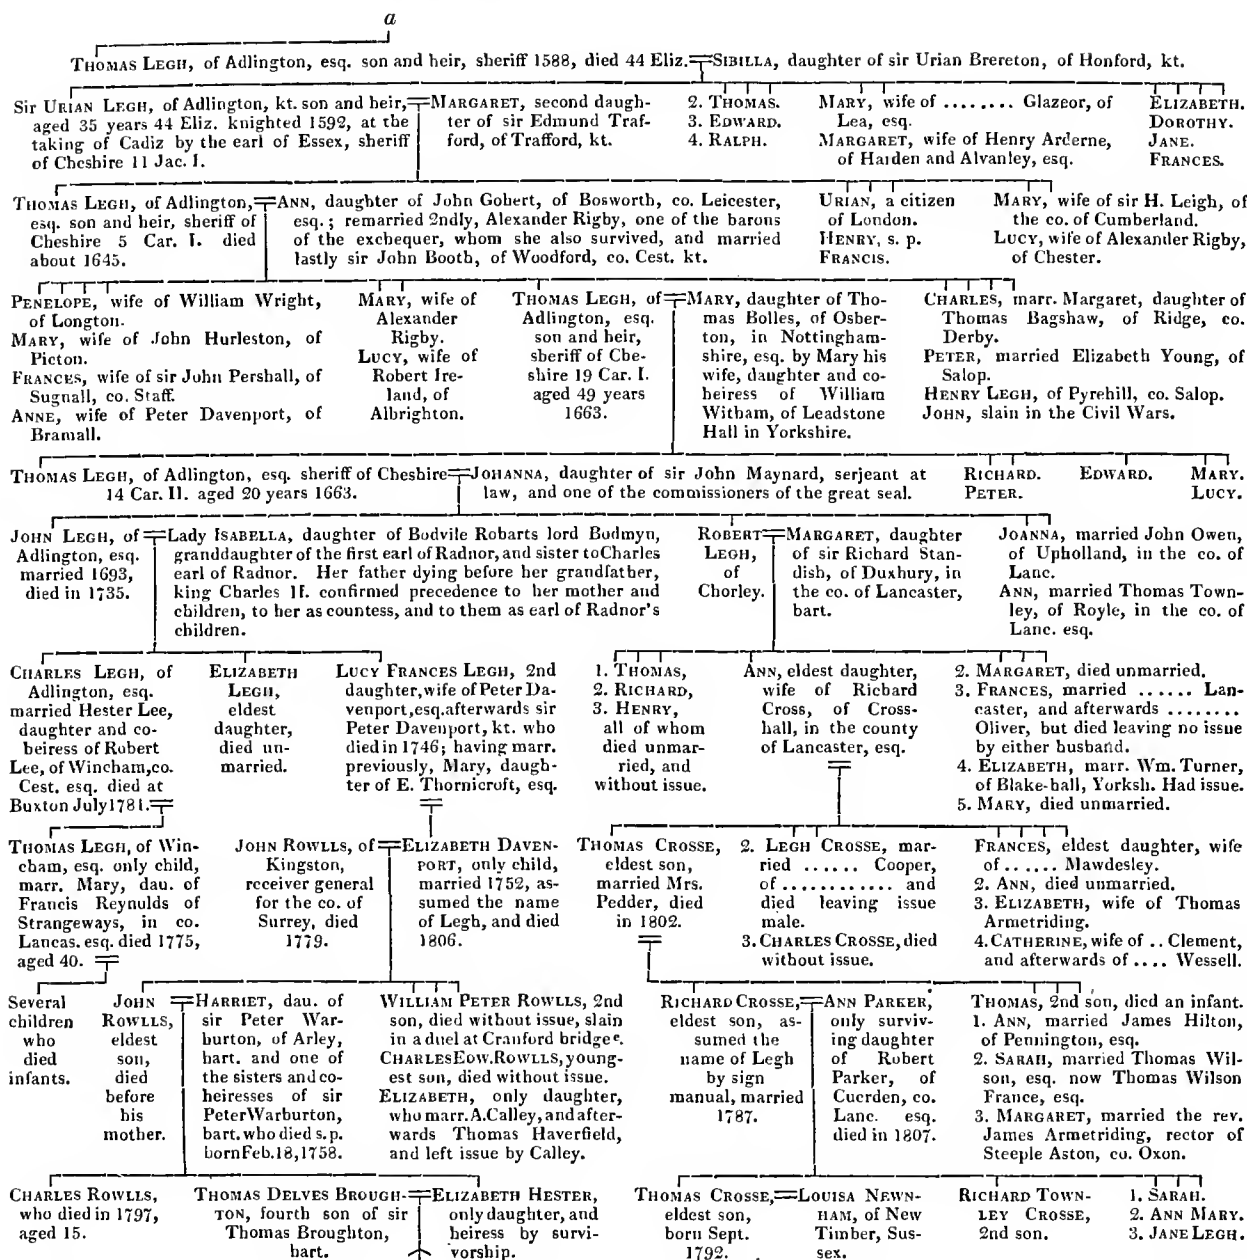 a
THOMAS LEGH, of Adlington, esq. son and heir, sheriff 1588, died 44 Eliz.
SIBILLA, daughter of sir Urian Brereton, of Honford, kt.
Sir URIAN LEGH, of Adlington, kt. son and heir,
aged 35 years 44 Eliz. knighted 1592, at the
taking of Cadiz by the earl of Essex, sheriff
of Cheshire 11 Jac. I.
MARGARET, second daugh-
ter of sir Edmund Traf-
ford, of Trafford, kt.
2. THOMAS.
3. EDWARD.
4. RALPH.
MARY, wife of ........ Glazeor, of
Lea, esq.
MARGARET, wife of Henry Arderne,
of Harden and Alvanley, esq.
ELIZABETH.
DOROTHY.
JANE.
FRANCES.
THOMAS LEGH, of Adlington,
esq. son and heir, sheriff of
Cheshire 5 Car. I. died
about 1645.
ANN, daughter of John Gobert, of Bosworth, co. Leicester,
esq.; remarried 2ndly, Alexander Rigby, one of the barons
of the exchequer, whom she also survived, and married
lastly sir John Booth, of Woodford, co. Cest. kt.
URIAN, a citizen
of London.
HENRY, s. p.
FRANCIS.
MARY, wife of sir H. Leigh, of
the co. of Cumberland.
LUCY, wife of Alexander Rigby,
of Chester.
PENELOPE, wife of William Wright,
of Longton.
MARY, wife of John Hurleston, of
Picton.
FRANCES, wife of sir John Pershall, of
Sugnall, co. Staff.
ANNE, wife of Peter Davenport, of
Bramall.
MARY, wife of
Alexander
Rigby.
LUCY, wife of
Robert Ire-
land, of
Albrighton.
THOMAS LEGH, of
Adlington, esq.
son and heir,
sheriff of Che-
shire 19 Car. I.
aged 49 years
1663.
MARY, daughter of Tho-
mas Bolles, of Osber-
ton, in Nottingham-
shire, esq. by Mary his
wife, daughter and co-
heiress of William
Witham, of Leadstone
Hall in Yorkshire.
CHARLES, marr. Margaret, daughter of
Thomas Bagshaw, of Ridge, co.
Derby.
PETER, married Elizabeth Young, of
Salop.
HENRY LEGH, of Pyrehill, co. Salop.
JOHN, slain in the Civil Wars.
THOMAS LEGH, of Adlington, esq. sheriff of Cheshire
14 Car. II. aged 20 years 1663.
JOHANNA, daughter of sir John Maynard, serjeant at
law, and one of the commissioners of the great seal.
RICHARD.
PETER.
EDWARD.
MARY.
LUCY.
JOHN LEGH, of
Adlington, esq.
married 1693,
died in 1735.
Lady ISABELLA, daughter of Bodvile Robarts lord Bodmyn,
granddaughter of the first earl of Radnor, and sister to Charles
earl of Radnor. Her father dying before her grandfather,
king Charles II. confirmed precedence to her mother and
children, to her as countess, and to them as earl of Radnor's
children.
ROBERT
LEGH,
of
Chorley.
MARGARET, daughter
of sir Richard Stan-
dish, of Duxbury, in
the co. of Lancaster,
bart.
JOANNA, married John Owen,
of Upholland, in the co. of
Lanc.
ANN, married Thomas Town-
ley, of Royle, in the co. of
Lanc. esq.
CHARLES LEGH, of
Adlington, esq.
married Hester Lee,
daughter and co-
heiress of Robert
Lee, of Wincham, co.
Cest. esq. died at
Buxton July 1781.
ELIZABETH
LEGH,
eldest
daughter,
died un-
married.
LUCY FRANCES LEGH, 2nd
daughter, wife of Peter Da-
venport, esq. afterwards sir
Peter Davenport, kt. who
died in 1746; having marr.
previously, Mary, daugh-
ter of E. Thornicroft, esq.
1. THOMAS,
2. RICHARD,
3. HENRY,
all of whom
died unmar-
ried, and
without issue.
ANN, eldest daughter,
wife of Richard
Cross, of Cross-
hall, in the county
of Lancaster, esq.
2. MARGARET, died unmarried.
3. FRANCES, married ...... Lan-
caster, and afterwards ........
Oliver, but died leaving no issue
by either husband.
4. ELIZABETH, marr. Wm. Turner,
of Blake-hall, Yorksh. Had issue.
5. MARY, died unmarried.
THOMAS LEGH, of Win-
cham, esq. only child,
marr. Mary, dau. of
Francis Reynulds of
Strangeways, in co.
Lancas. esq. died 1775,
aged 40.
JOHN ROWLLS, of
Kingston,
receiver general
for the co. of
Surrey, died
1779.
ELIZABETH DAVEN-
PORT, only child,
married 1752, as-
sumed the name
of Legh, and died
1806.
THOMAS CROSSE,
eldest son,
married Mrs.
Pedder, died
in 1802.
2. LEGH CROSSE, mar-
ried ...... Cooper,
of ............ and
died leaving issue
male.
3. CHARLES CROSSE, died
without issue.
FRANCES, eldest daughter, wife
of ...... Mawdesley.
2. ANN, died unmarried.
3. ELIZABETH, wife of Thomas
Armetriding.
4. CATHERINE, wife of .. Clement,
and afterwards of .... Wessell.
Several
children
who
died
infants.
JOHN
ROWLLS,
eldest
son,
died
before
his
mother.
HARRIET, dau. of
sir Peter War-
burton, of Arley,
bart. and one of
the sisters and co-
heiresses of sir
Peter Warburton,
bart. who died s. p.
born Feb. 18, 1758.
WILLIAM PETER ROWLLS, 2nd
son, died without issue, slain
in a duel at Cranford bridge e.
CHARLES EDW. ROWLLS, young-
est son, died without issue.
ELIZABETH, only daughter,
who marr. A. Calley, and after-
wards Thomas Haverfield,
and left issue by Calley.
RICHARD CROSSE,
eldest son, as-
sumed the
name of Legh
by sign
manual, married
1787.
ANN PARKER,
only surviv-
ing daughter
of Robert
Parker, of
Cuerden, co.
Lanc. esq.
died in 1807.
THOMAS, 2nd son, died an infant.
1. ANN, married James Hilton,
of Pennington, esq.
2. SARAH, married Thomas Wil-
son, esq. now Thomas Wilson
France, esq.
3. MARGARET, married the rev.
James Armetriding, rector of
Steeple Aston, co. Oxon.
CHARLES ROWLLS,
who died in 1797,
aged 15.
THOMAS DELVES BROUGH-
TON, fourth son of sir
Thomas Broughton,
bart.
ELIZABETH HESTER,
only daughter, and
heiress by survi-
vorship.
THOMAS CROSSE,
eldest son,
born Sept.
1792.
LOUISA NEWN-
HAM, of New
Timber, Sus-
sex.
RICHARD TOWN-
LEY CROSSE,
2nd son.
1. SARAH.
2. ANN MARY.
3. JANE LEGH.